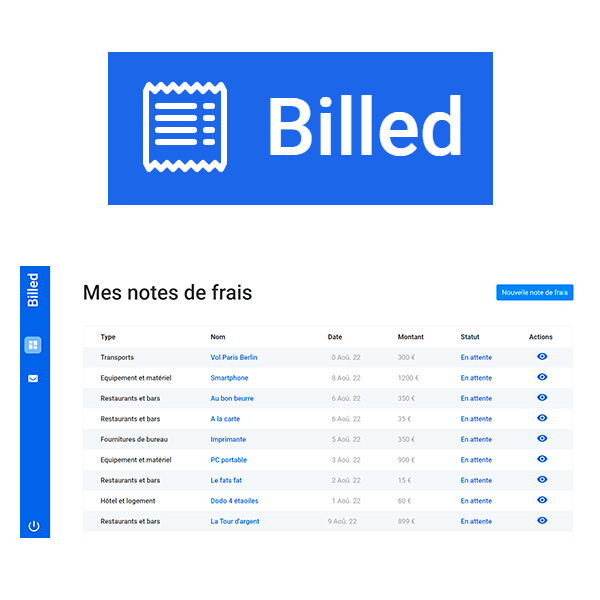 Billed
Billed
Mes notes de frais
Nouvelle note de frais
Type Nom Date Montant Statut Actions
Transports Vol Paris Berlin 0 Aoû. 22 300 € En attente
Equipement et matériel Smartphone 8 Aoû. 22 1200 € En attente
Restaurants et bars Au bon beurre 6 Aoû. 22 350 € En attente
Restaurants et bars A la carte 6 Aoû. 22 35 € En attente
Fournitures de bureau Imprimante 5 Aoû. 22 350 € En attente
Equipement et matériel PC portable 3 Aoû. 22 900 € En attente
Restaurants et bars Le fats fat 2 Aoû. 22 15 € En attente
Hôtel et logement Dodo 4 étaoiles 1 Aoû. 22 60 € En attente
Restaurants et bars La Tour d'argent 9 Aoû. 22 899 € En attente